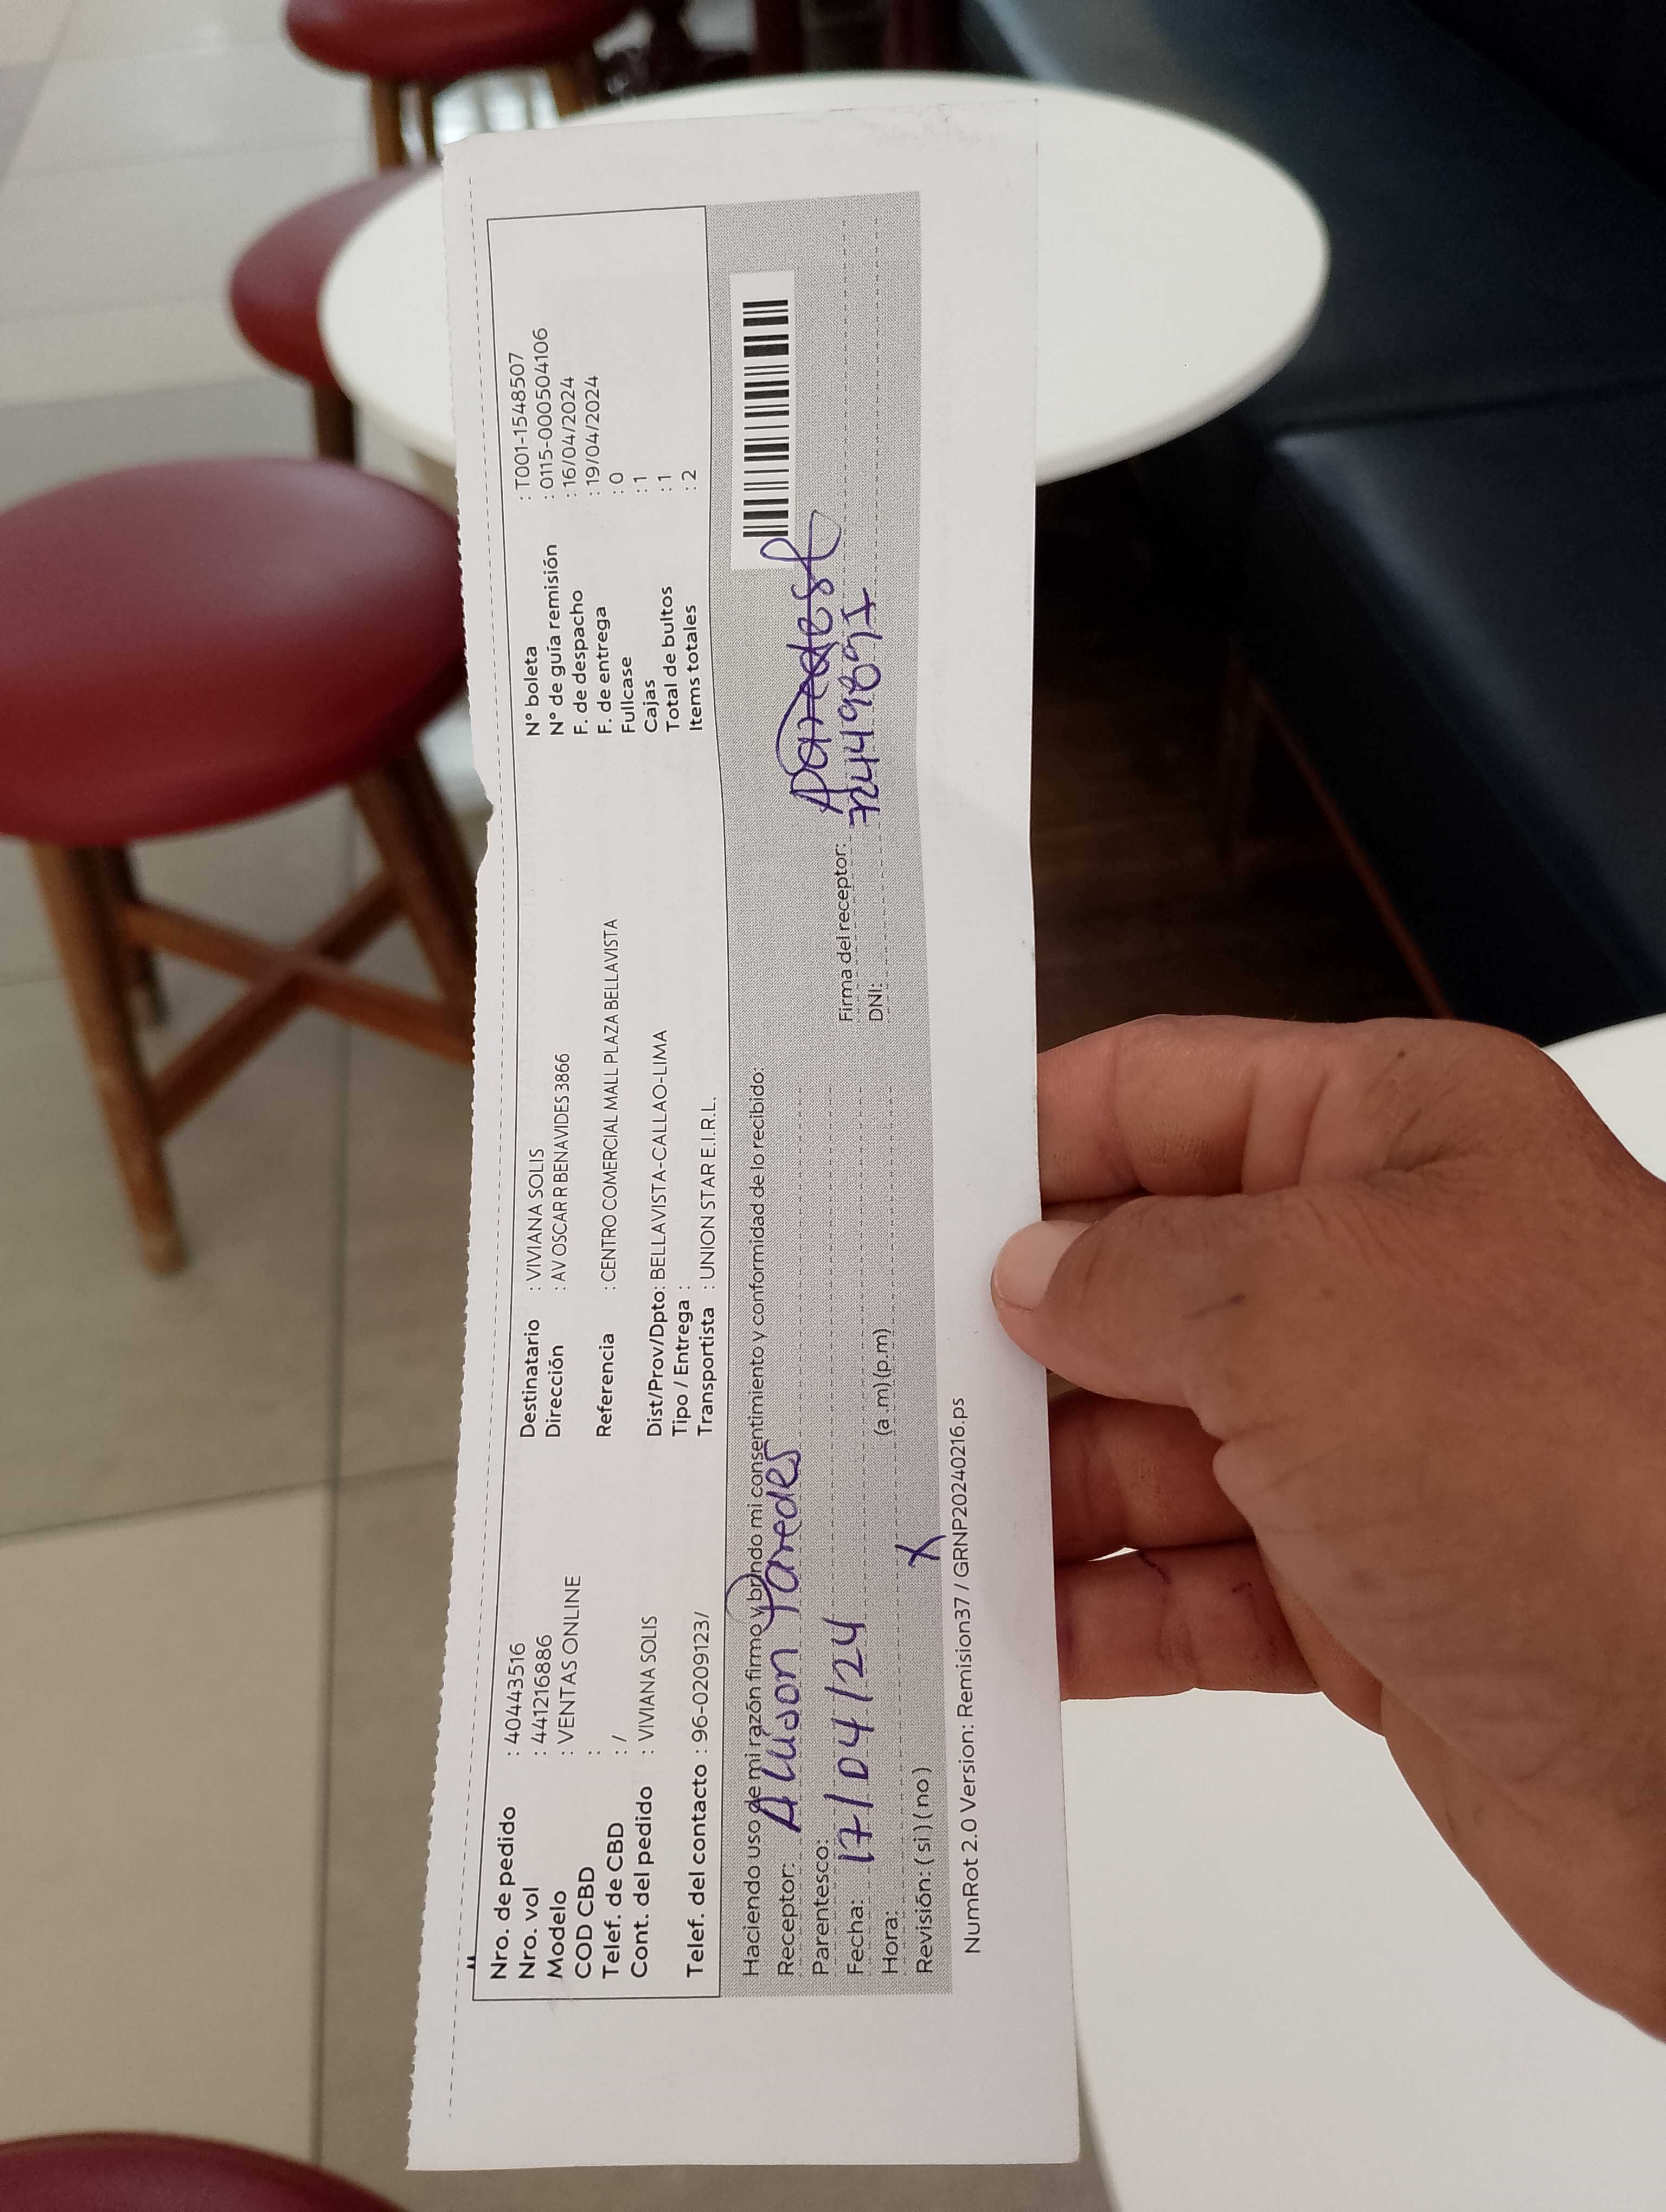 Nro. de pedido : 40443516
Nro. vol : 441216886
Modelo : VENTAS ONLINE
COD CBD :
Telef. de CBD : /
Cont. del pedido : VIVIANA SOLIS
Telef. del contacto : 96-0209123/
Destinatario : VIVIANA SOLIS
Dirección : AV OSCAR R BENAVIDES 3866
Referencia : CENTRO COMERCIAL MALL PLAZA BELLAVISTA
Dist/Prov/Dpto: BELLAVISTA-CALLAO-LIMA
Tipo / Entrega :
Transportista : UNION STAR E.I.R.L.
N° boleta : T001-1548507
N° de guía remisión : 0115-0005041​06
F. de despacho : 16/04/2024
F. de entrega : 19/04/2024
Fullcase : 0
Cajas : 1
Total de bultos : 1
Items totales : 2
Haciendo uso de mi razón firmo y brindo mi consentimiento y conformidad de lo recibido:
Receptor: Alison Paredes
Parentesco:
Fecha: 17/04/24
Hora: (a .m) (p.m)
Revisión: ( si ) ( no ) X
Firma del receptor: AParedes
DNI: 72449891
NumRot 2.0 Version: Remision37 / GRNP20240216.ps